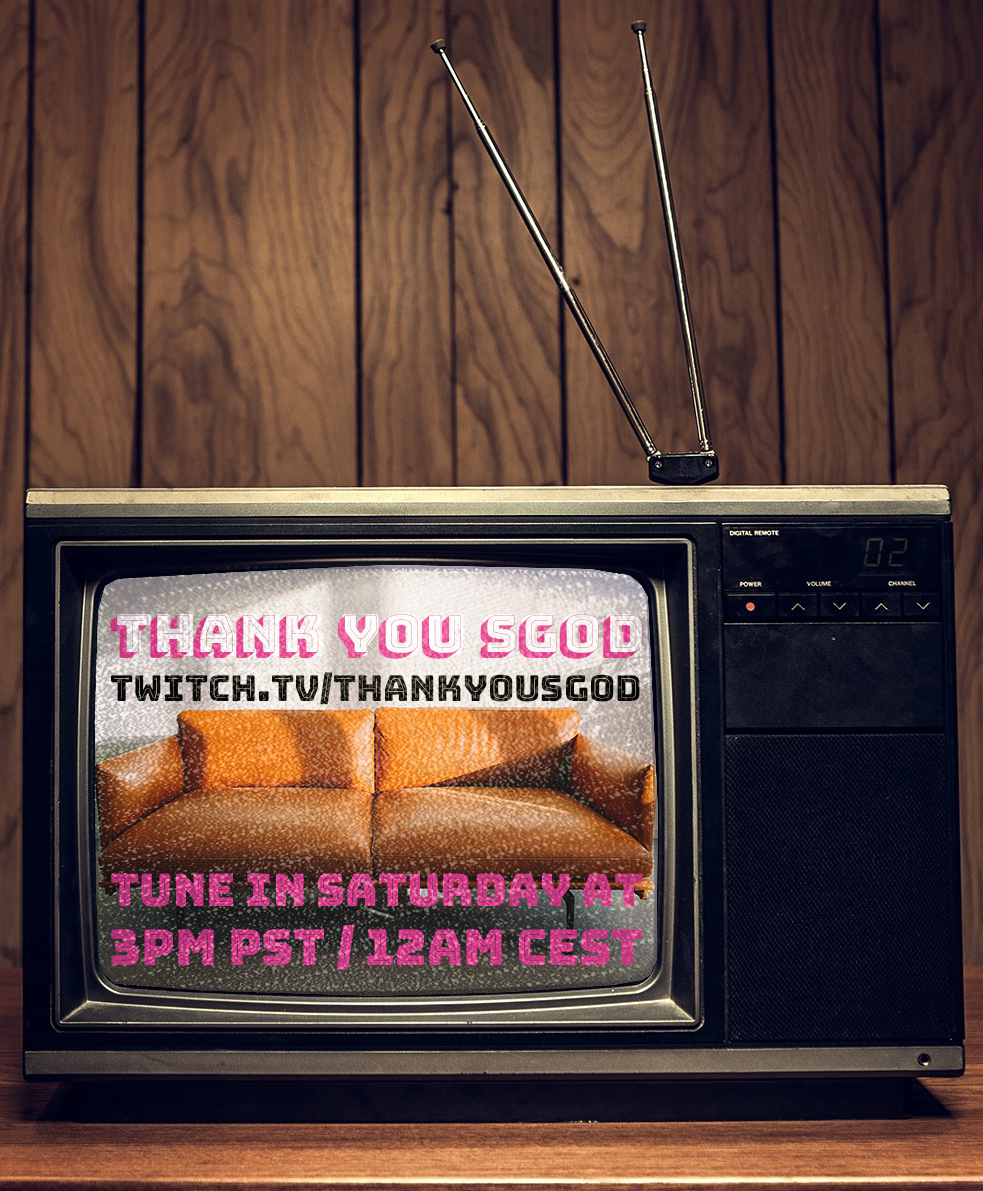 DIGITAL REMOTE
02
POWER VOLUME CHANNEL
THANK YOU SGOD
TWITCH.TV/THANKYOUSGOD
TUNE IN SATURDAY AT
3PM PST / 12AM CEST